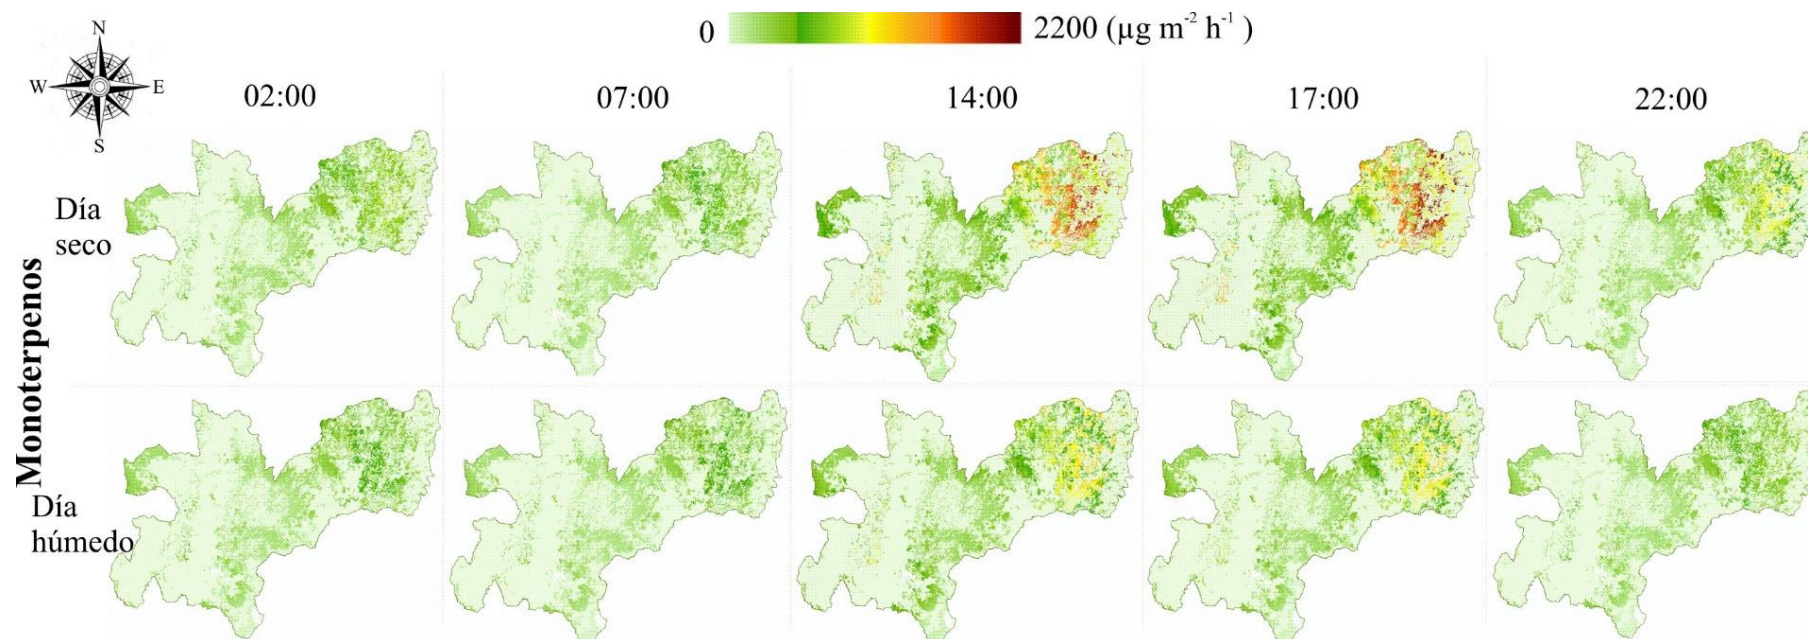 0 2200 (µg m⁻² h⁻¹ )
N
W E
S
02:00 07:00 14:00 17:00 22:00
Monoterpenos
Día
seco
Día
húmedo